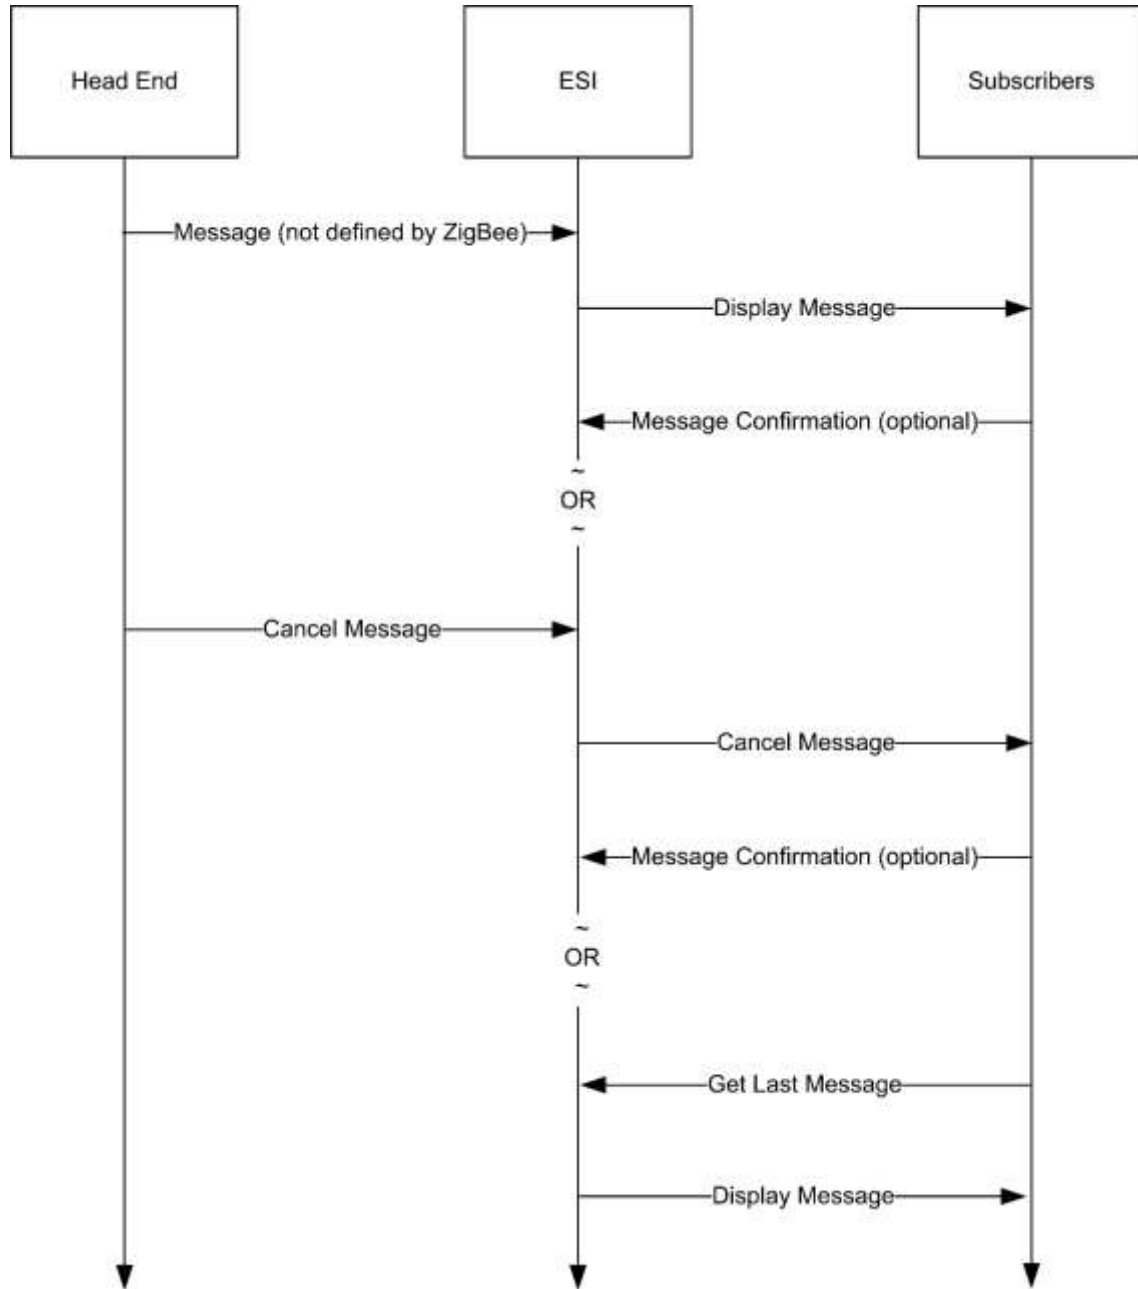 Head End
ESI
Subscribers
Message (not defined by ZigBee)
Display Message
Message Confirmation (optional)
~
OR
~
Cancel Message
Cancel Message
Message Confirmation (optional)
~
OR
~
Get Last Message
Display Message